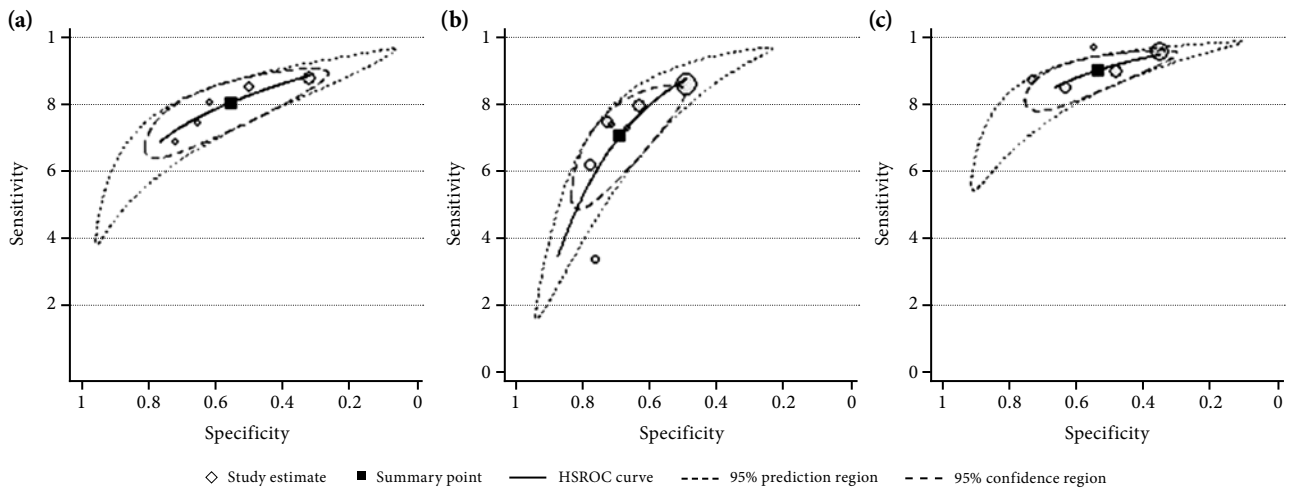 (a)
1
8
6
4
2
Sensitivity
1 0.8 0.6 0.4 0.2 0
Specificity
(b)
1
8
6
4
2
0
Sensitivity
1 0.8 0.6 0.4 0.2 0
Specificity
(c)
1
8
6
4
2
0
Sensitivity
1 0.8 0.6 0.4 0.2 0
Specificity
Study estimate Summary point HSROC curve 95% prediction region 95% confidence region